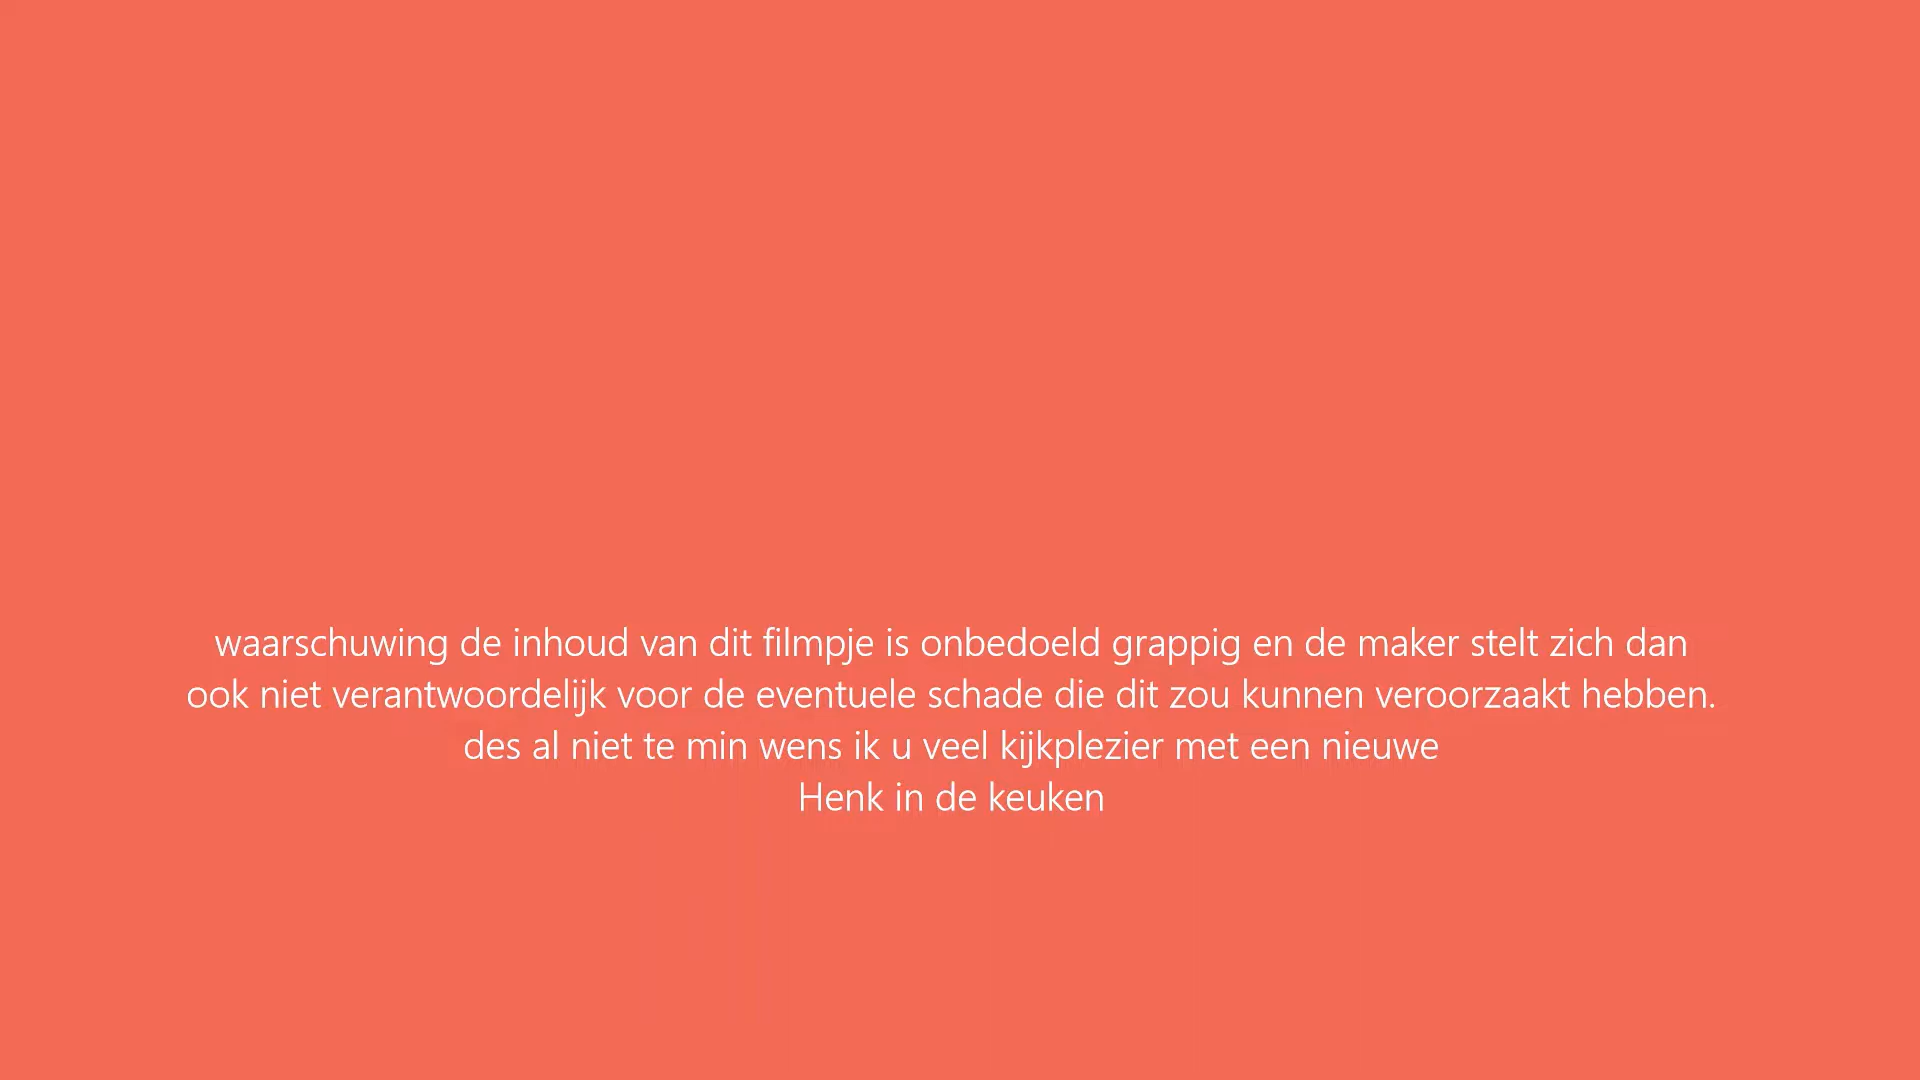 waarschuwing de inhoud van dit filmpje is onbedoeld grappig en de maker stelt zich dan
ook niet verantwoordelijk voor de eventuele schade die dit zou kunnen veroorzaakt hebben.
des al niet te min wens ik u veel kijkplezier met een nieuwe
Henk in de keuken